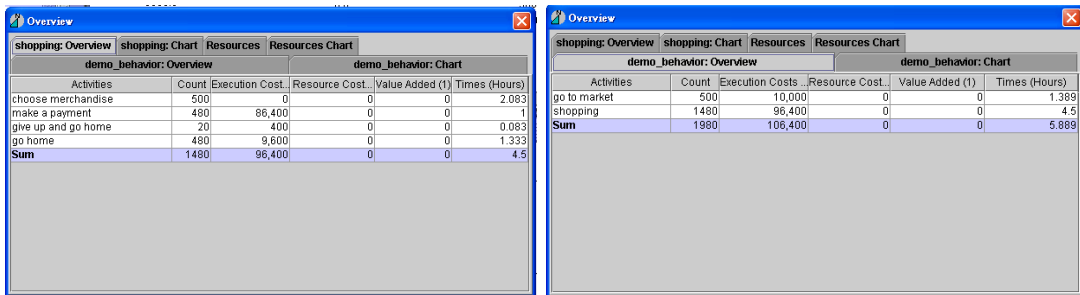 Overview
shopping: Overview shopping: Chart Resources Resources Chart
demo_behavior: Overview demo_behavior: Chart
Activities Count Execution Cost... Resource Cost... Value Added (1) Times (Hours)
choose merchandise 500 0 0 0 2.083
make a payment 480 86,400 0 0 1
give up and go home 20 400 0 0 0.083
go home 480 9,600 0 0 1.333
Sum 1480 96,400 0 0 4.5
Overview
shopping: Overview shopping: Chart Resources Resources Chart
demo_behavior: Overview demo_behavior: Chart
Activities Count Execution Costs ... Resource Cost... Value Added (1) Times (Hours)
go to market 500 10,000 0 0 1.389
shopping 1480 96,400 0 0 4.5
Sum 1980 106,400 0 0 5.889